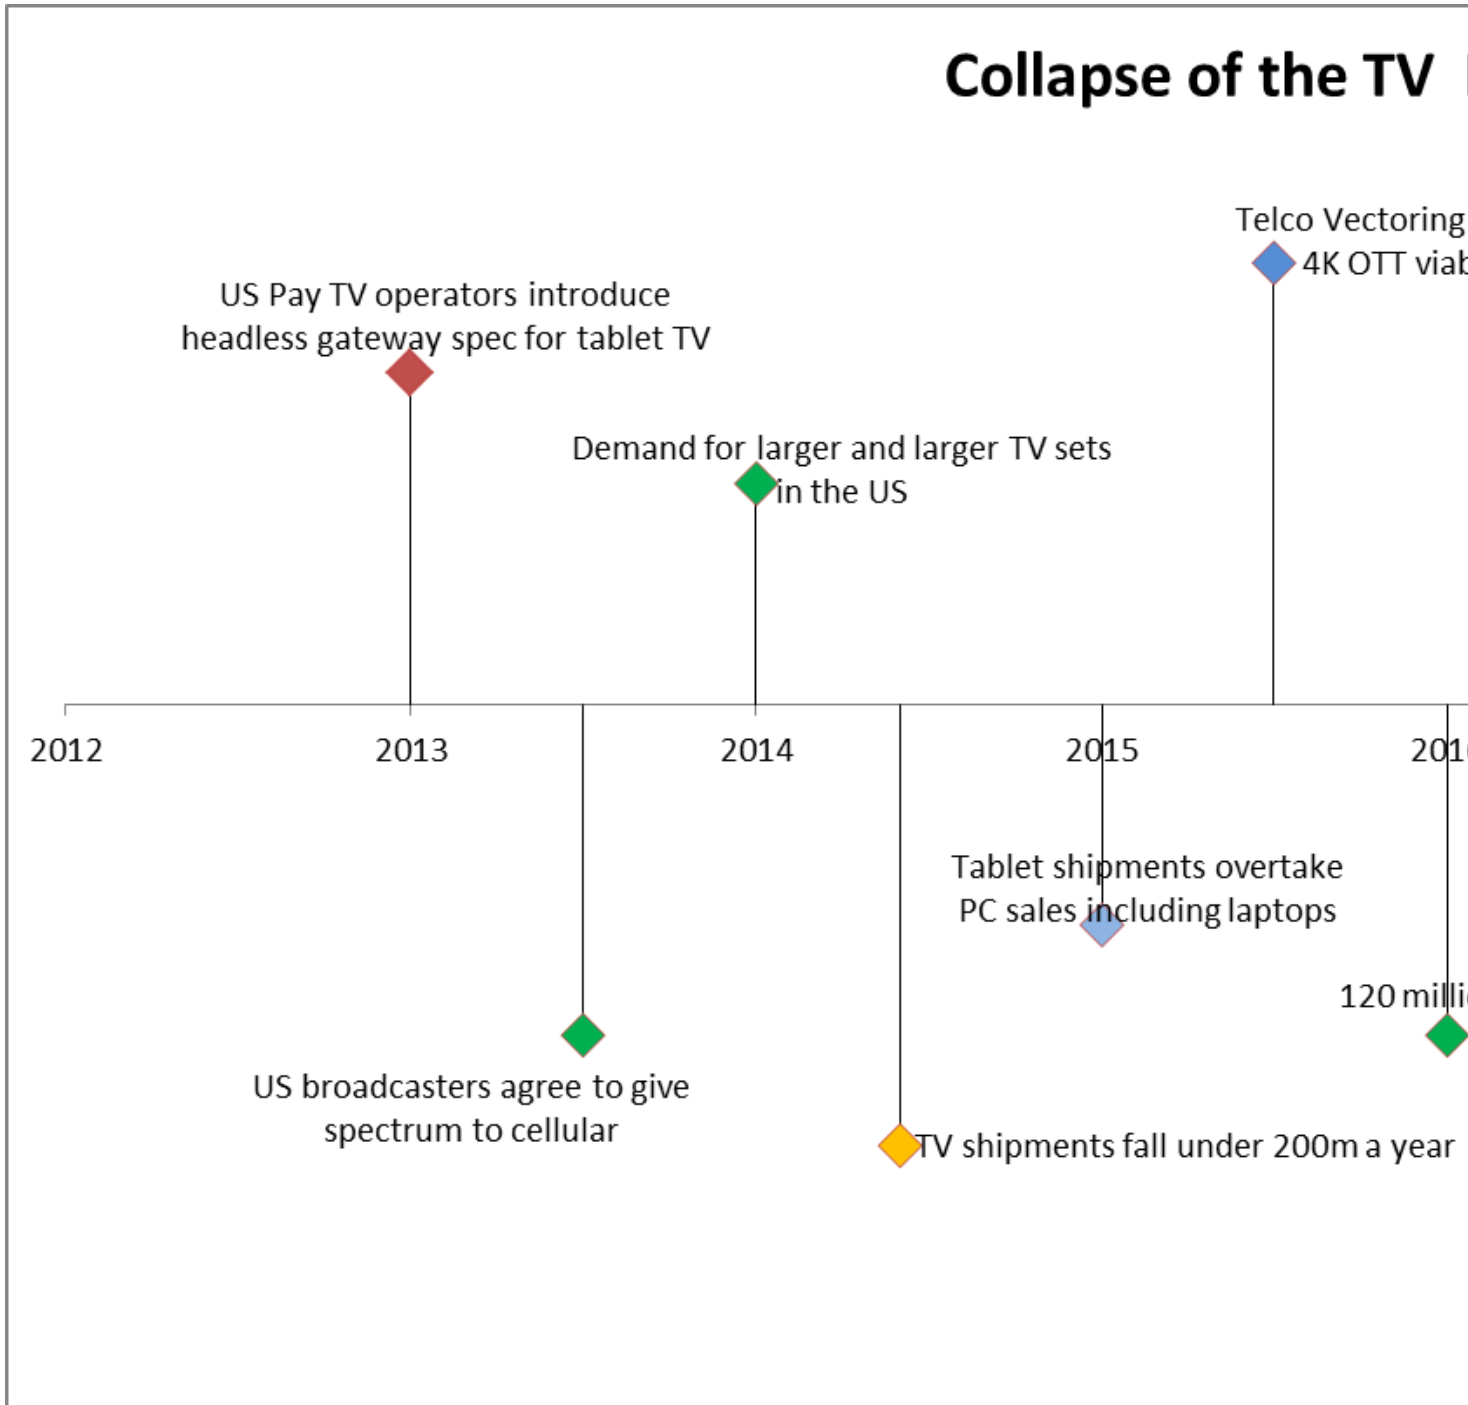 Collapse of the TV
Telco Vectoring
4K OTT
US Pay TV operators introduce
headless gateway spec for tablet TV
Demand for larger and larger TV sets
in the US
2012
2013
2014
2015
Tablet shipments overtake
PC sales including laptops
120
US broadcasters agree to give
spectrum to cellular
TV shipments fall under 200m a year